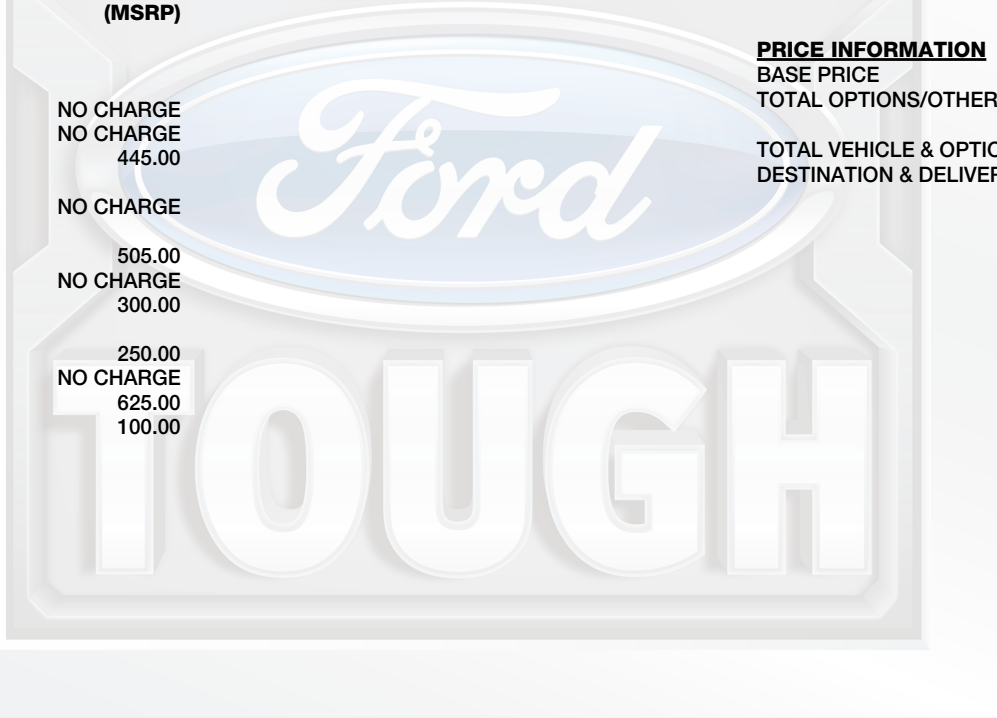 (MSRP)
NO CHARGE
NO CHARGE
445.00
NO CHARGE
505.00
NO CHARGE
300.00
250.00
NO CHARGE
625.00
100.00
PRICE INFORMATION
BASE PRICE
TOTAL OPTIONS/OTHER
TOTAL VEHICLE & OPTIO
DESTINATION & DELIVER
Ford
TOUGH